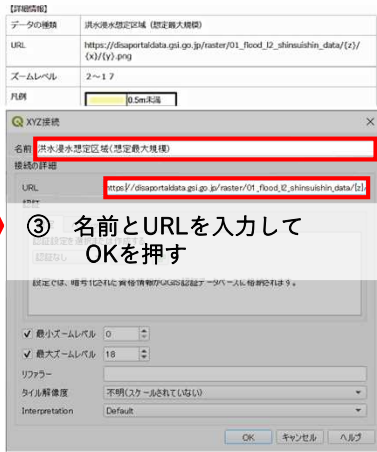 【詳細情報】
データの種類 洪水浸水想定区域（想定最大規模）
URL https://disaportaldata.gsi.go.jp/raster/01_flood_l2_shinsuishin_data/{z}/
{x}/{y}.png
ズームレベル 2～17
凡例 0.5m未満
XYZ接続
名前 洪水浸水想定区域(想定最大規模)
接続の詳細
URL https://disaportaldata.gsi.go.jp/raster/01_flood_l2_shinsuishin_data/{z}/
認証
③ 名前とURLを入力して
OKを押す
設定では、暗号化された資格情報がQGIS認証データベースに格納されます。
最小ズームレベル 0
最大ズームレベル 18
リファラー
タイル解像度 不明(スケールされていない)
Interpretation Default
OK キャンセル ヘルプ